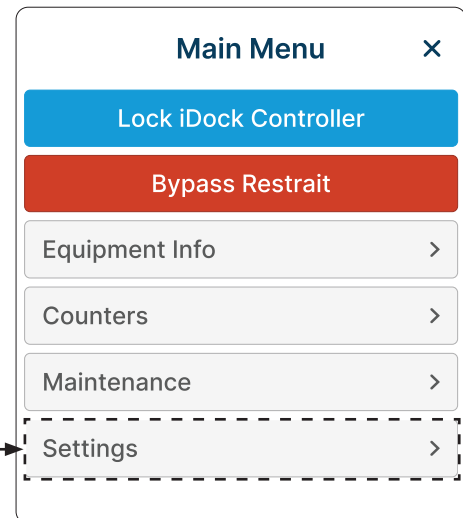 Main Menu ×
Lock iDock Controller
Bypass Restrait
Equipment Info
Counters
Maintenance
Settings